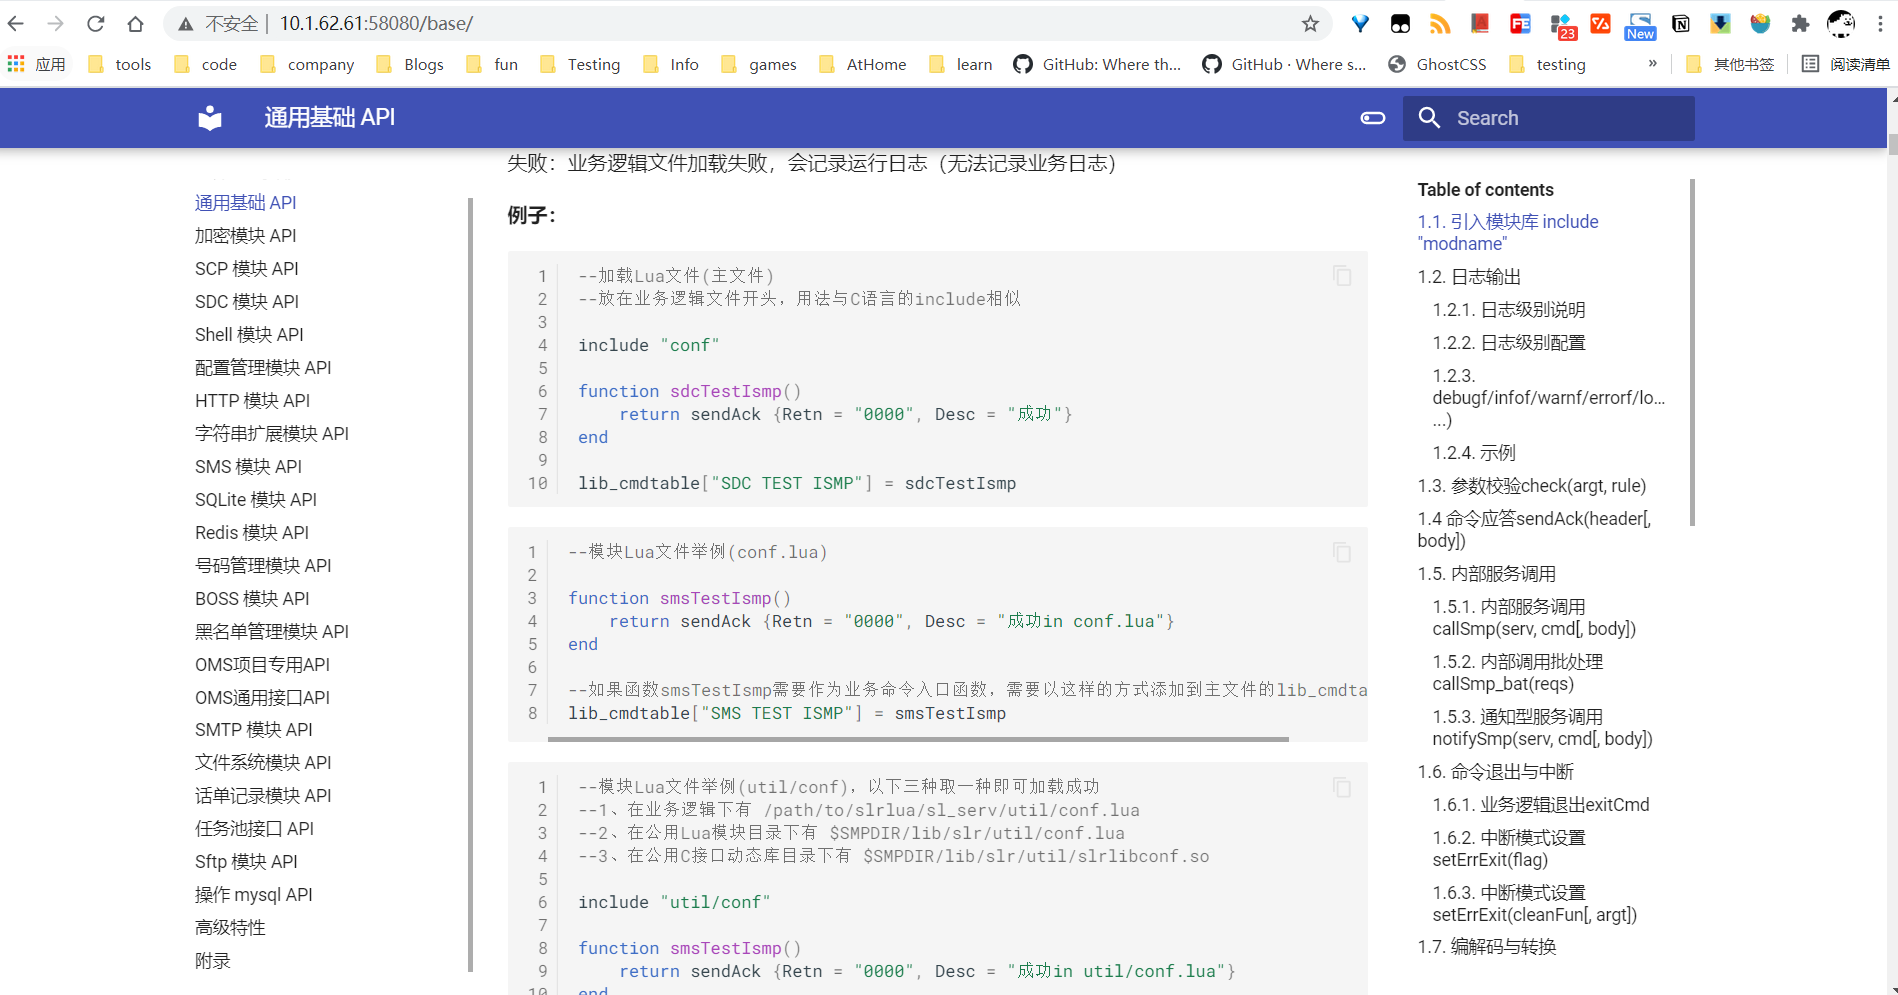 不安全 | 10.1.62.61:58080/base/
23
New
应用 tools code company Blogs fun Testing Info games AtHome learn GitHub: Where th... GitHub · Where s... GhostCSS testing » 其他书签 阅读清单
通用基础 API
Search
通用基础 API
加密模块 API
SCP 模块 API
SDC 模块 API
Shell 模块 API
配置管理模块 API
HTTP 模块 API
字符串扩展模块 API
SMS 模块 API
SQLite 模块 API
Redis 模块 API
号码管理模块 API
BOSS 模块 API
黑名单管理模块 API
OMS项目专用API
OMS通用接口API
SMTP 模块 API
文件系统模块 API
话单记录模块 API
任务池接口 API
Sftp 模块 API
操作 mysql API
高级特性
附录
失败：业务逻辑文件加载失败，会记录运行日志（无法记录业务日志）
例子：
1 --加载Lua文件(主文件)
2 --放在业务逻辑文件开头，用法与C语言的include相似
3
4 include "conf"
5
6 function sdcTestIsmp()
7 return sendAck {Retn = "0000", Desc = "成功"}
8 end
9
10 lib_cmdtable["SDC TEST ISMP"] = sdcTestIsmp
1 --模块Lua文件举例(conf.lua)
2
3 function smsTestIsmp()
4 return sendAck {Retn = "0000", Desc = "成功in conf.lua"}
5 end
6
7 --如果函数smsTestIsmp需要作为业务命令入口函数，需要以这样的方式添加到主文件的lib_cmdta
8 lib_cmdtable["SMS TEST ISMP"] = smsTestIsmp
1 --模块Lua文件举例(util/conf)，以下三种取一种即可加载成功
2 --1、在业务逻辑下有 /path/to/slrlua/sl_serv/util/conf.lua
3 --2、在公用Lua模块目录下有 $SMPDIR/lib/slr/util/conf.lua
4 --3、在公用C接口动态库目录下有 $SMPDIR/lib/slr/util/slrlibconf.so
5
6 include "util/conf"
7
8 function smsTestIsmp()
9 return sendAck {Retn = "0000", Desc = "成功in util/conf.lua"}
10 end
Table of contents
1.1. 引入模块库 include
"modname"
1.2. 日志输出
1.2.1. 日志级别说明
1.2.2. 日志级别配置
1.2.3.
debugf/infof/warnf/errorf/lo...
...)
1.2.4. 示例
1.3. 参数校验check(argt, rule)
1.4 命令应答sendAck(header[,
body])
1.5. 内部服务调用
1.5.1. 内部服务调用
callSmp(serv, cmd[, body])
1.5.2. 内部调用批处理
callSmp_bat(reqs)
1.5.3. 通知型服务调用
notifySmp(serv, cmd[, body])
1.6. 命令退出与中断
1.6.1. 业务逻辑退出exitCmd
1.6.2. 中断模式设置
setErrExit(flag)
1.6.3. 中断模式设置
setErrExit(cleanFun[, argt])
1.7. 编解码与转换